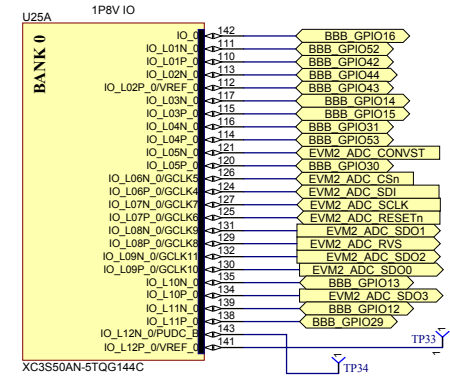 U25A 1P8V IO
BANK 0
IO_0 142 BBB_GPIO16
IO_L01N_0 111 BBB_GPIO52
IO_L01P_0 110 BBB_GPIO42
IO_L02N_0 113 BBB_GPIO44
IO_L02P_0/VREF_0 112 BBB_GPIO43
IO_L03N_0 117 BBB_GPIO14
IO_L03P_0 115 BBB_GPIO15
IO_L04N_0 116 BBB_GPIO31
IO_L04P_0 114 BBB_GPIO53
IO_L05N_0 121 EVM2_ADC_CONVST
IO_L05P_0 120 BBB_GPIO30
IO_L06N_0/GCLK5 126 EVM2_ADC_CSn
IO_L06P_0/GCLK4 124 EVM2_ADC_SDI
IO_L07N_0/GCLK7 127 EVM2_ADC_SCLK
IO_L07P_0/GCLK6 125 EVM2_ADC_RESETn
IO_L08N_0/GCLK9 131 EVM2_ADC_SDO1
IO_L08P_0/GCLK8 129 EVM2_ADC_RVS
IO_L09N_0/GCLK11 132 EVM2_ADC_SDO2
IO_L09P_0/GCLK10 130 EVM2_ADC_SDO0
IO_L10N_0 135 BBB_GPIO13
IO_L10P_0 134 EVM2_ADC_SDO3
IO_L11N_0 139 BBB_GPIO12
IO_L11P_0 138 BBB_GPIO29
IO_L12N_0/PUDC_B 143
IO_L12P_0/VREF_0 141 TP33 1
XC3S50AN-5TQG144C
TP34 1